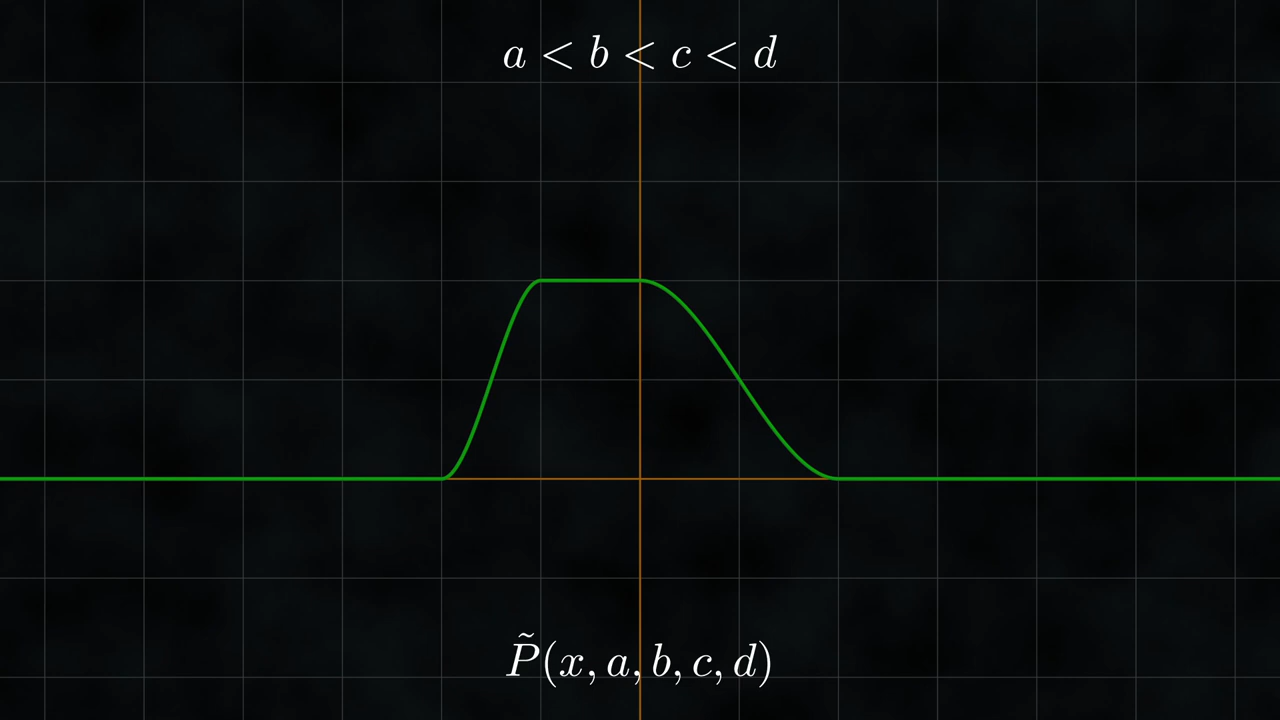 a < b < c < d
P̃(x, a, b, c, d)